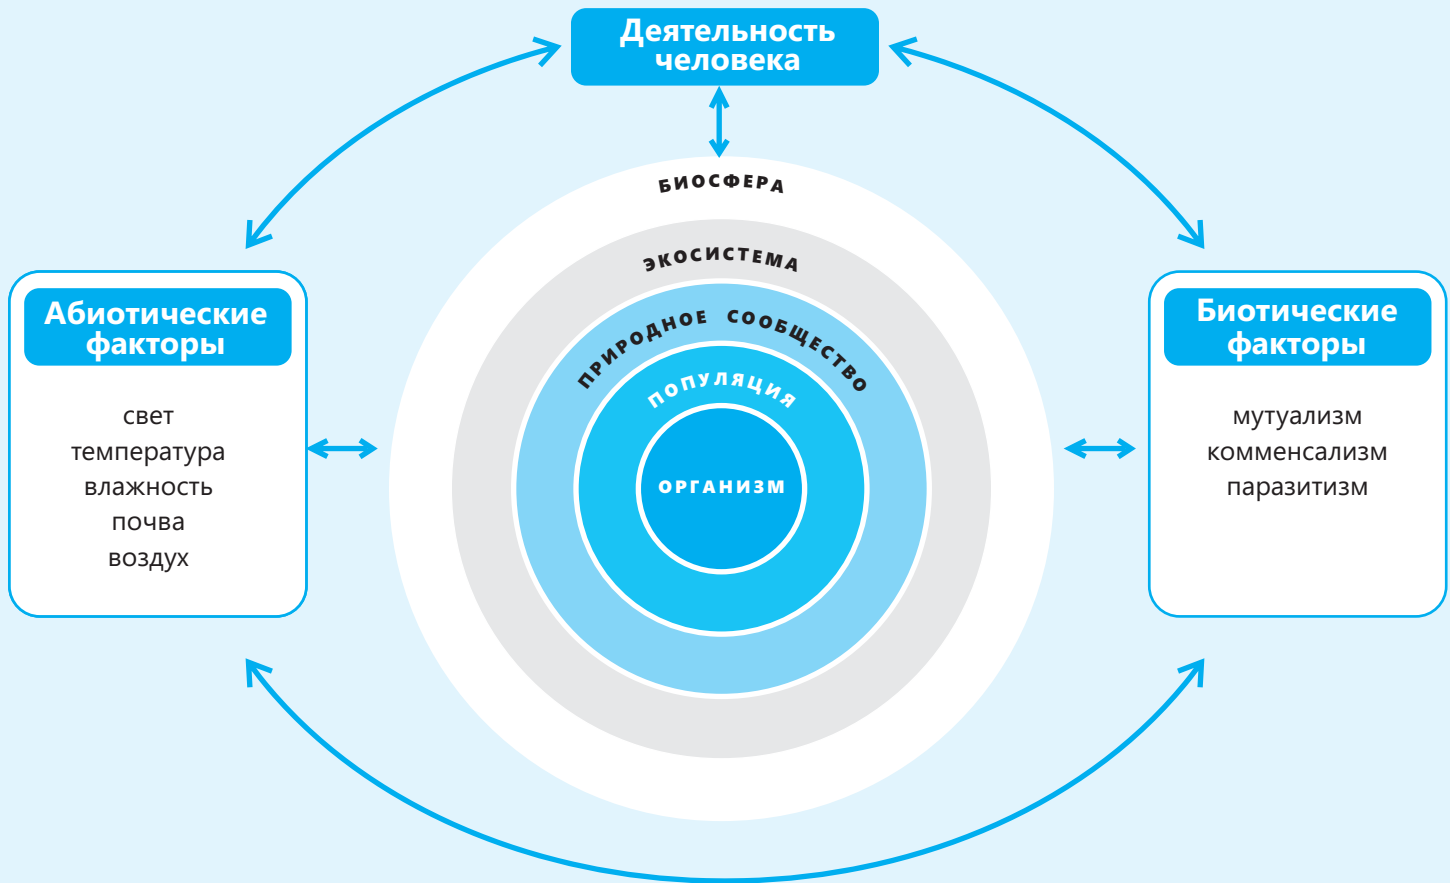 Деятельность
человека
БИОСФЕРА
ЭКОСИСТЕМА
ПРИРОДНОЕ СООБЩЕСТВО
ПОПУЛЯЦИЯ
ОРГАНИЗМ
Абиотические
факторы
свет
температура
влажность
почва
воздух
Биотические
факторы
мутуализм
комменсализм
паразитизм